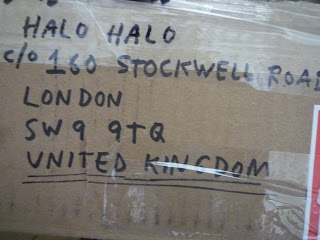 HALO HALO
c/o 160 STOCKWELL ROAD
LONDON
SW9 9TQ
UNITED KINGDOM